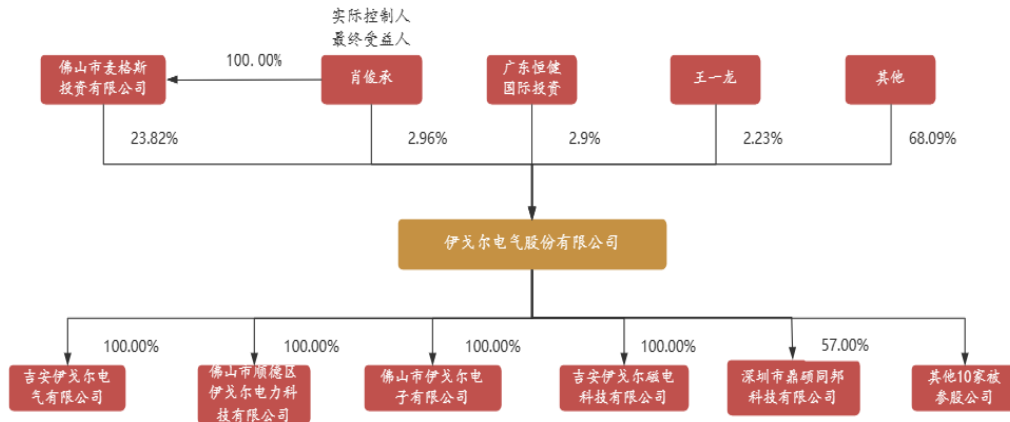 实际控制人
最终受益人
佛山市麦格斯
投资有限公司
100.00%
肖俊承
广东恒健
国际投资
王一龙
其他
23.82%
2.96%
2.9%
2.23%
68.09%
伊戈尔电气股份有限公司
100.00%
100.00%
100.00%
100.00%
57.00%
吉安伊戈尔电
气有限公司
佛山市顺德区
伊戈尔电力科
技有限公司
佛山市伊戈尔电
子有限公司
吉安伊戈尔磁电
科技有限公司
深圳市鼎硕同邦
科技有限公司
其他10家被
参股公司